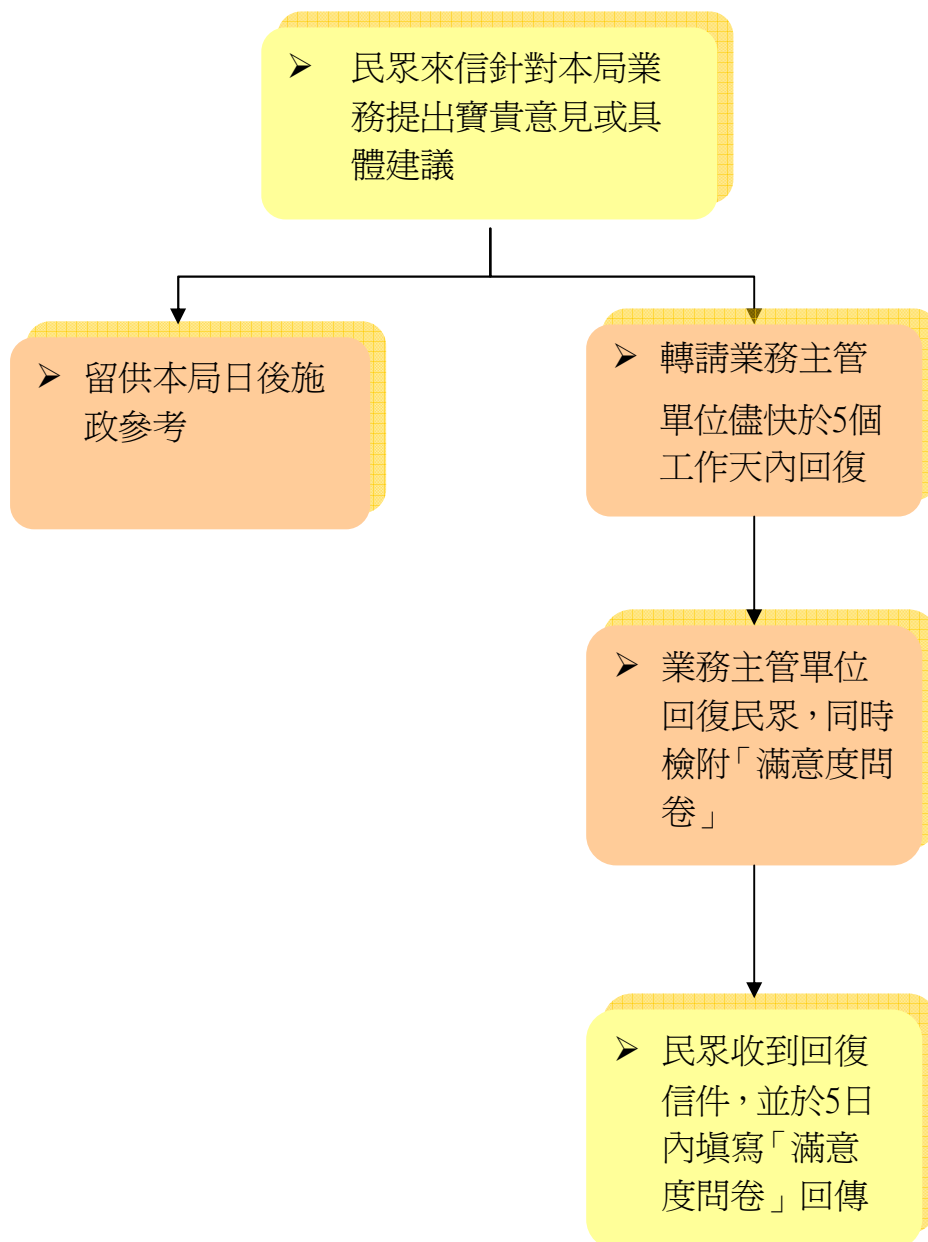 ➢ 民眾來信針對本局業
務提出寶貴意見或具
體建議
➢ 留供本局日後施
政參考
➢ 轉請業務主管
單位儘快於5個
工作天內回復
➢ 業務主管單位
回復民眾，同時
檢附「滿意度問
卷」
➢ 民眾收到回復
信件，並於5日
內填寫「滿意
度問卷」回傳